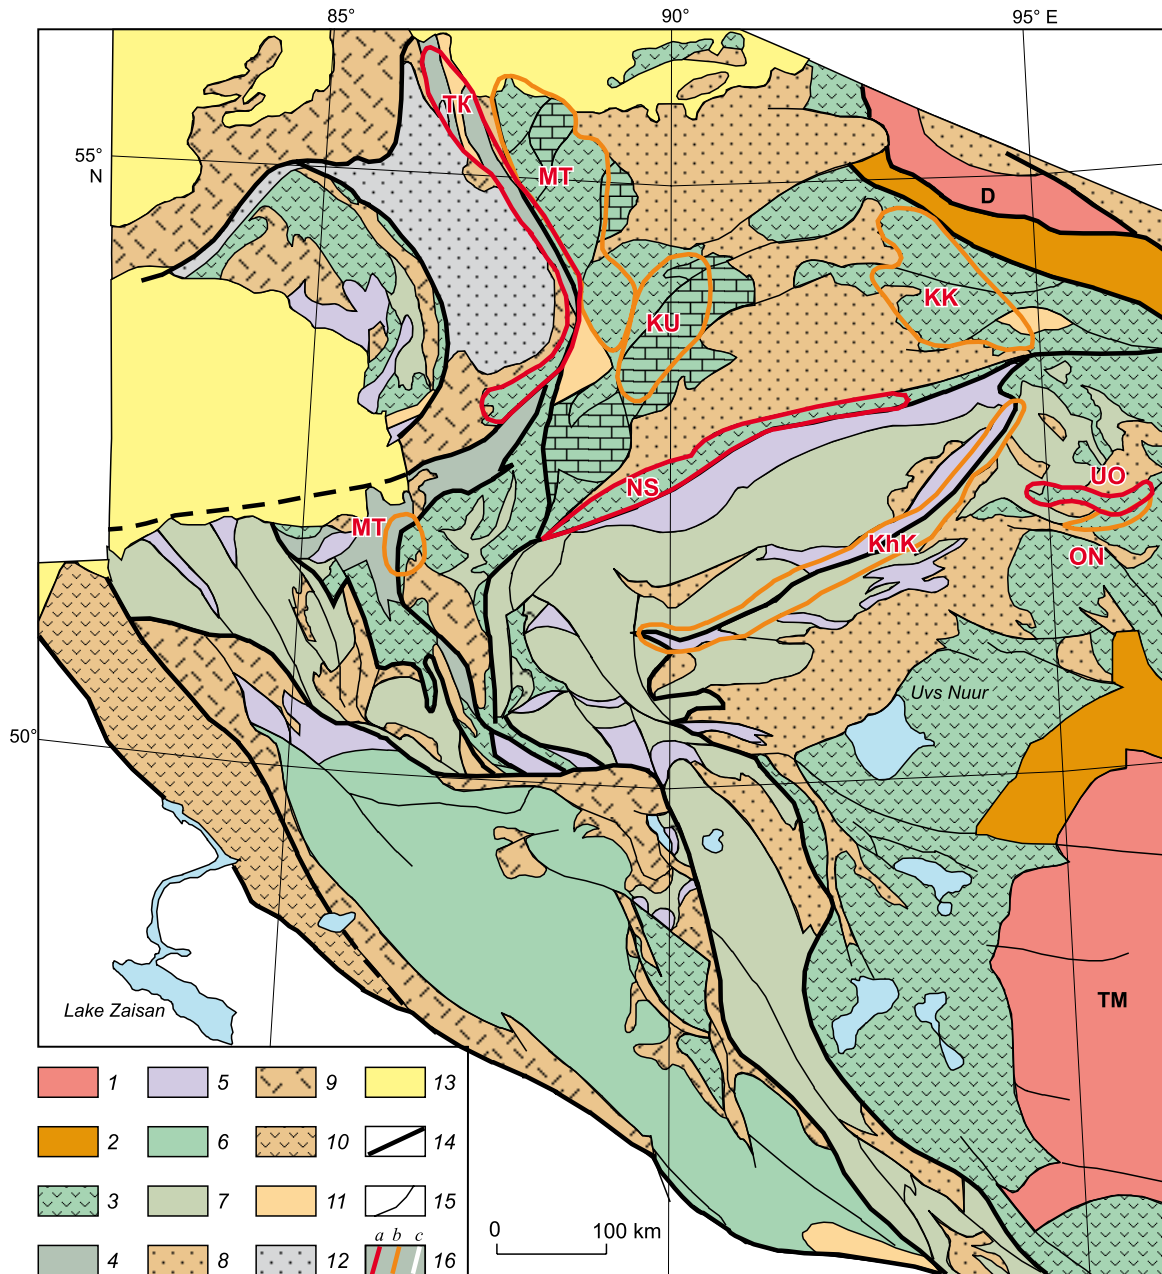 85°
90°
95° E
55°
N
TK
MT
D
KK
KU
NS
UO
MT
KhK
ON
Uvs Nuur
50°
TM
Lake Zaisan
1 5 9 13
2 6 10 14
3 7 11 15
a b c
4 8 12 16
0 100 km